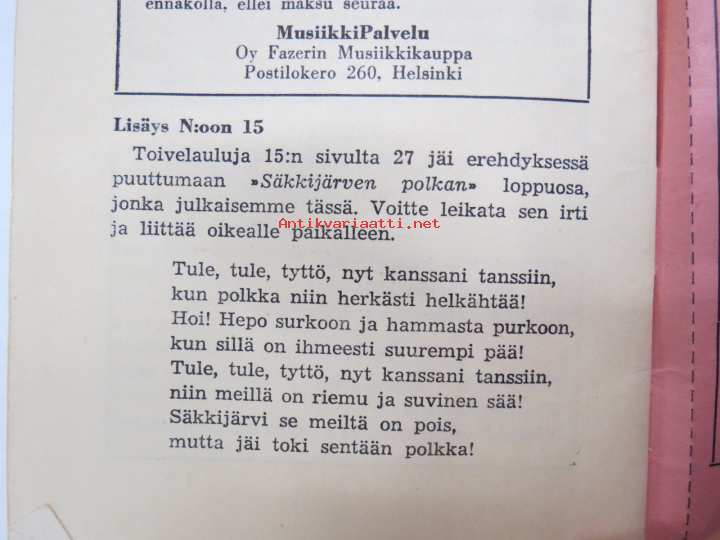 ennakolla, ellei maksu seuraa.
MusiikkiPalvelu
Oy Fazerin Musiikkikauppa
Postilokero 260, Helsinki
Lisäys N:oon 15
Toivelauluja 15:n sivulta 27 jäi erehdyksessä
puuttumaan »Säkkijärven polkan» loppuosa,
jonka julkaisemme tässä. Voitte leikata sen irti
ja liittää oikealle paikalleen.
Antikvariaatti.net
Tule, tule, tyttö, nyt kanssani tanssiin,
kun polkka niin herkästi helkähtää!
Hoi! Hepo surkoon ja hammasta purkoon,
kun sillä on ihmeesti suurempi pää!
Tule, tule, tyttö, nyt kanssani tanssiin,
niin meillä on riemu ja suvinen sää!
Säkkijärvi se meiltä on pois,
mutta jäi toki sentään polkka!